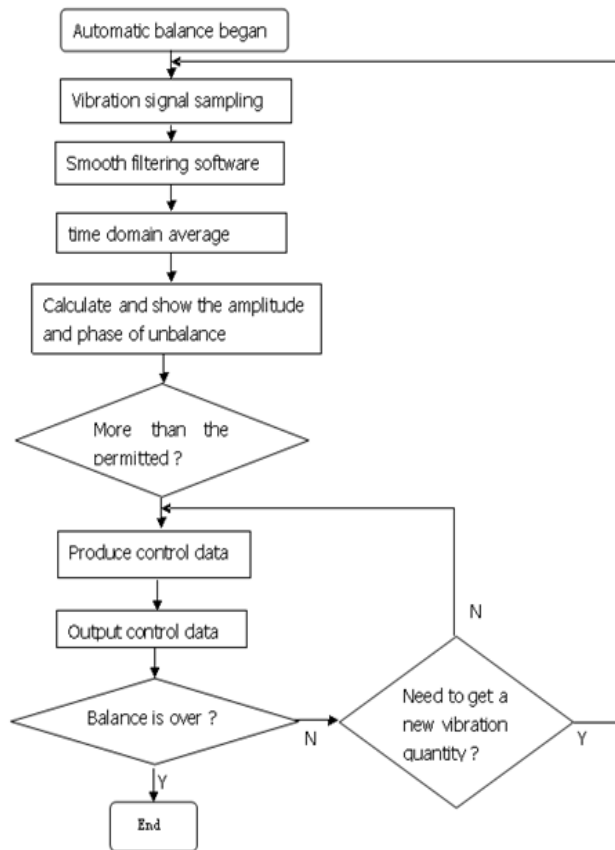 Automatic balance began
Vibration signal sampling
Smooth filtering software
time domain average
Calculate and show the amplitude
and phase of unbalance
More than the
permitted ?
Produce control data
Output control data
N
Balance is over ?
N
Need to get a
new vibration
quantity ?
Y
Y
End